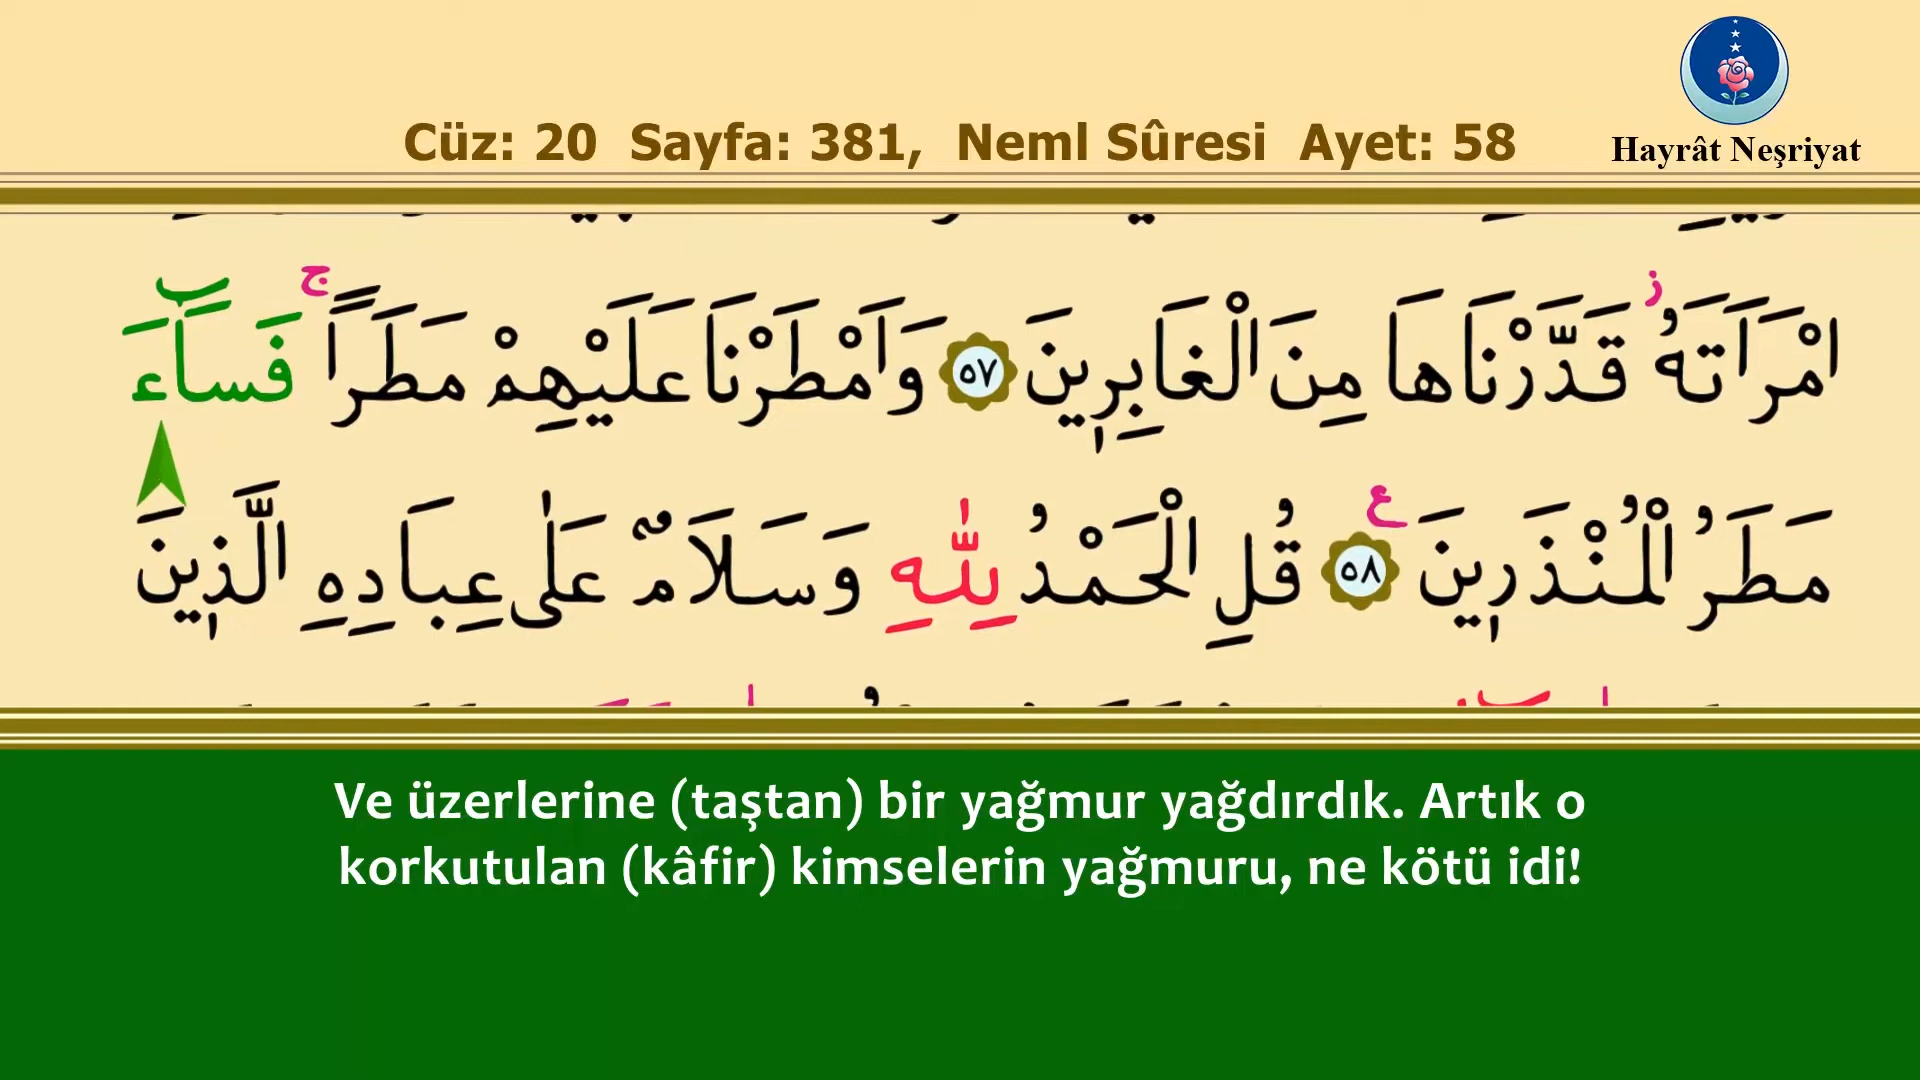 Cüz: 20 Sayfa: 381, Neml Sûresi Ayet: 58
Hayrât Neşriyat
امْرَاَتَهُ ز قَدَّرْنَاهَا مِنَ الْغَابِرِينَ ﴿٥٧﴾ وَاَمْطَرْنَا عَلَيْهِمْ مَطَرًا ج فَسَاۤءَ
مَطَرُ الْمُنْذَرِينَ ع ﴿٥٨﴾ قُلِ الْحَمْدُ لِلّٰهِ وَسَلَامٌ عَلٰى عِبَادِهِ الَّذِينَ
Ve üzerlerine (taştan) bir yağmur yağdırdık. Artık o
korkutulan (kâfir) kimselerin yağmuru, ne kötü idi!